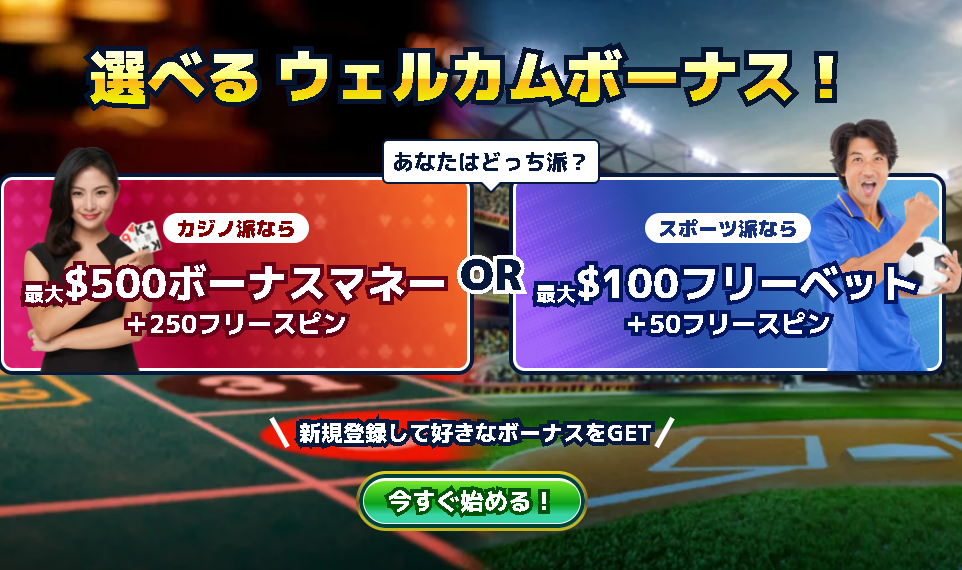 選べる ウェルカムボーナス！
あなたはどっち派？
カジノ派なら
最大$500ボーナスマネー
＋250フリースピン
OR
スポーツ派なら
最大$100フリーベット
＋50フリースピン
新規登録して好きなボーナスをGET
今すぐ始める！